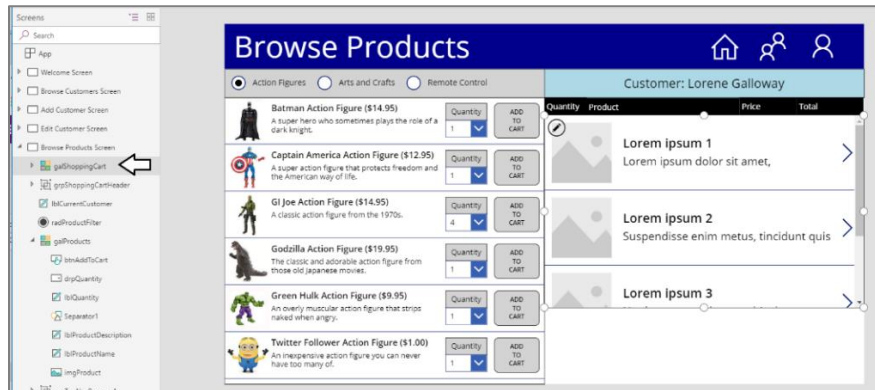 Screens
Search
App
Welcome Screen
Browse Customers Screen
Add Customer Screen
Edit Customer Screen
Browse Products Screen
galShoppingCart
grpShoppingCartHeader
lblCurrentCustomer
radProductFilter
galProducts
btnAddToCart
drpQuantity
lblQuantity
Separator1
lblProductDescription
lblProductName
imgProduct
Browse Products
Action Figures Arts and Crafts Remote Control
Batman Action Figure ($14.95)
A super hero who sometimes plays the role of a
dark knight.
Quantity
1
ADD
TO
CART
Captain America Action Figure ($12.95)
A super action figure that protects freedom and
the American way of life.
Quantity
1
ADD
TO
CART
GI Joe Action Figure ($14.95)
A classic action figure from the 1970s.
Quantity
4
ADD
TO
CART
Godzilla Action Figure ($19.95)
The classic and adorable action figure from
those old Japanese movies.
Quantity
1
ADD
TO
CART
Green Hulk Action Figure ($9.95)
An overly muscular action figure that strips
naked when angry.
Quantity
1
ADD
TO
CART
Twitter Follower Action Figure ($1.00)
An inexpensive action figure you can never
have too many of.
Quantity
1
ADD
TO
CART
Customer: Lorene Galloway
Quantity Product Price Total
Lorem ipsum 1
Lorem ipsum dolor sit amet,
Lorem ipsum 2
Suspendisse enim metus, tincidunt quis
Lorem ipsum 3